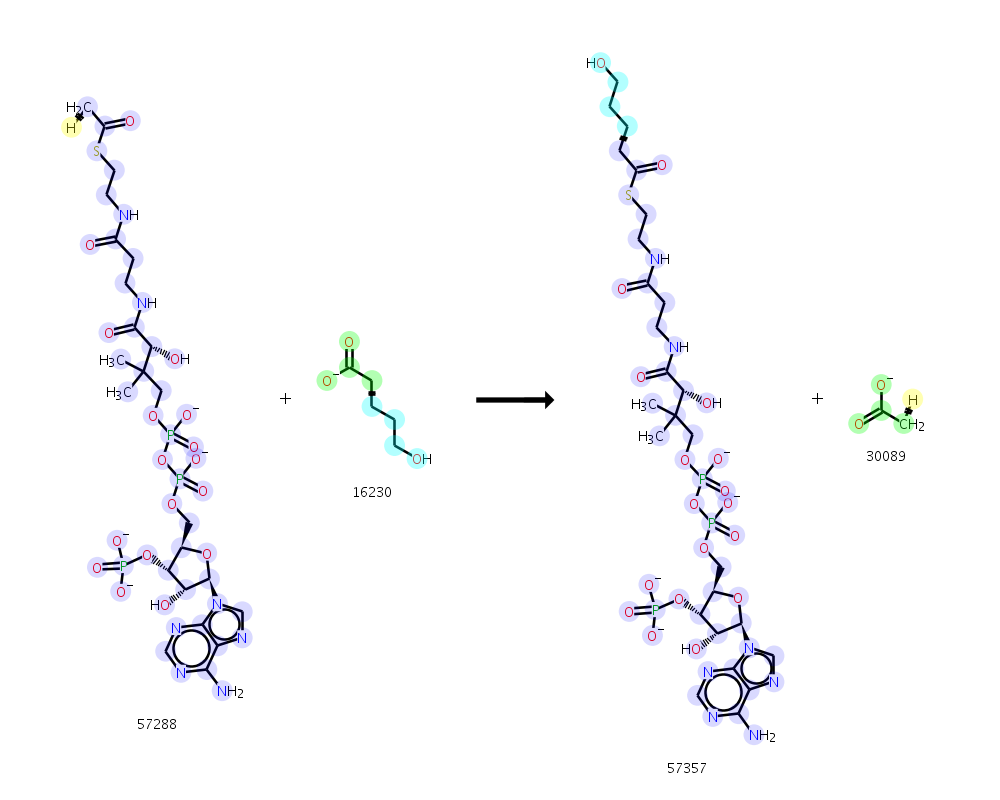 H₂C
O
H
S
NH
O
NH
O
OH
H₃C
H₃C
O
O⁻
P
O
O
O⁻
P
O
O
O⁻
O
O
O
P
O⁻
HO
N
N
N
N
NH₂
57288
+
O
O⁻
OH
16230
HO
O
S
NH
O
NH
O
OH
H₃C
H₃C
O
O⁻
P
O
O
O⁻
P
O
O
O⁻
O
O
O
P
O⁻
HO
N
N
N
N
NH₂
57357
+
O⁻
H
O
CH₂
30089